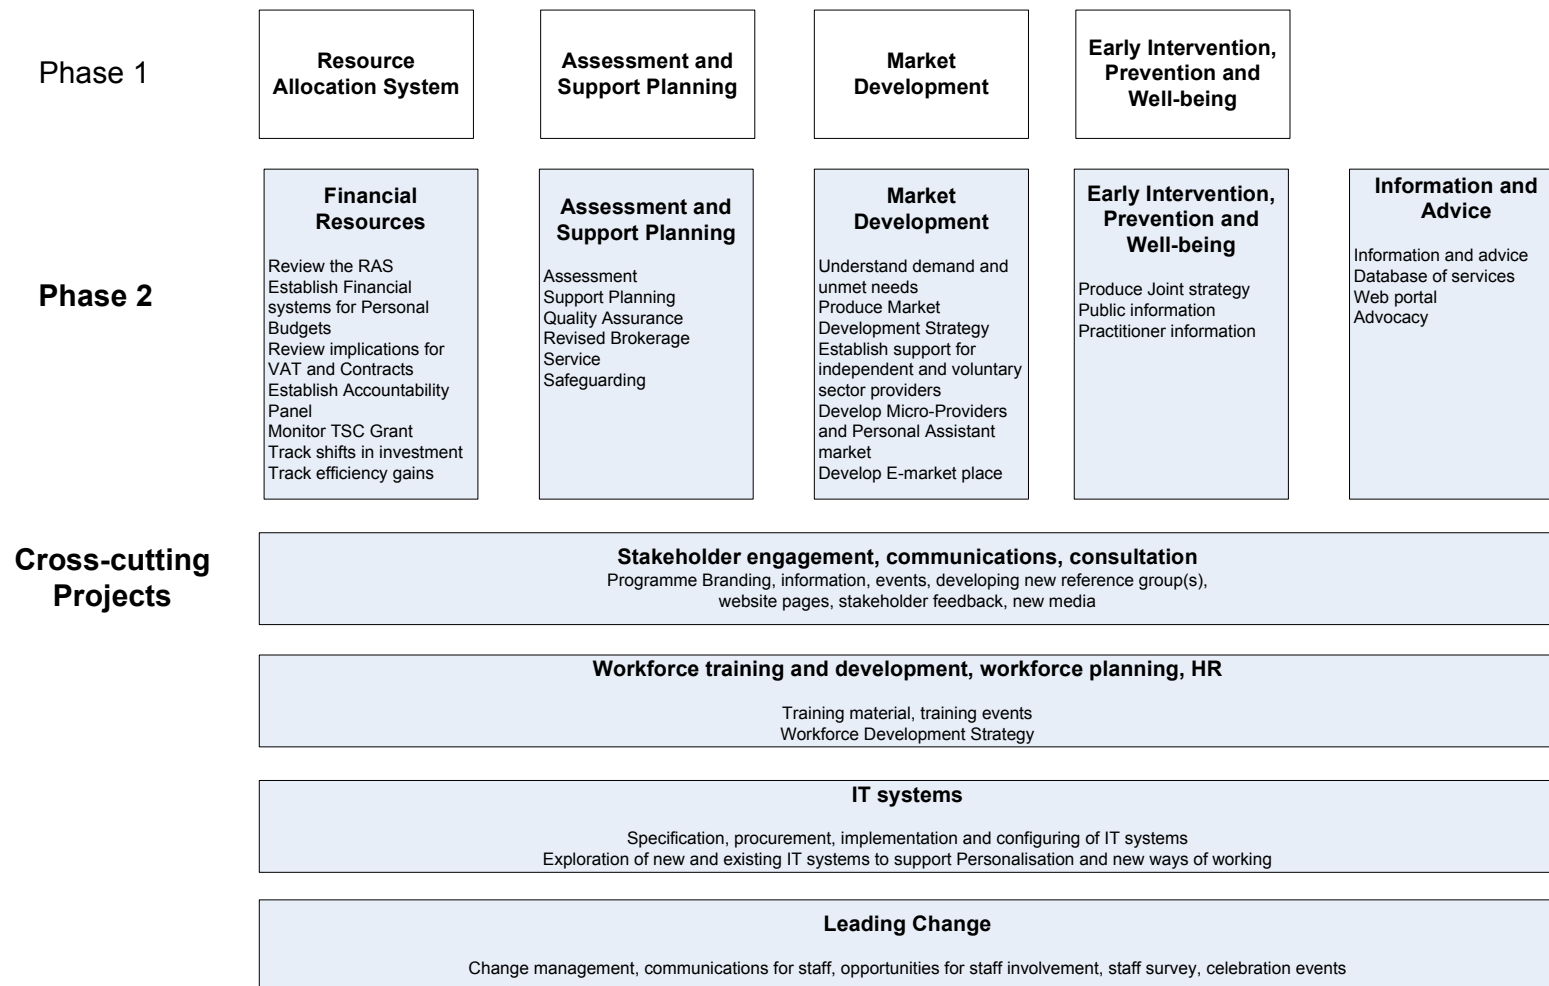 Phase 1
Resource
Allocation System
Assessment and
Support Planning
Market
Development
Early Intervention,
Prevention and
Well-being
Phase 2
Financial
Resources
Review the RAS
Establish Financial
systems for Personal
Budgets
Review implications for
VAT and Contracts
Establish Accountability
Panel
Monitor TSC Grant
Track shifts in investment
Track efficiency gains
Assessment and
Support Planning
Assessment
Support Planning
Quality Assurance
Revised Brokerage
Service
Safeguarding
Market
Development
Understand demand and
unmet needs
Produce Market
Development Strategy
Establish support for
independent and voluntary
sector providers
Develop Micro-Providers
and Personal Assistant
market
Develop E-market place
Early Intervention,
Prevention and
Well-being
Produce Joint strategy
Public information
Practitioner information
Information and
Advice
Information and advice
Database of services
Web portal
Advocacy
Cross-cutting
Projects
Stakeholder engagement, communications, consultation
Programme Branding, information, events, developing new reference group(s),
website pages, stakeholder feedback, new media
Workforce training and development, workforce planning, HR
Training material, training events
Workforce Development Strategy
IT systems
Specification, procurement, implementation and configuring of IT systems
Exploration of new and existing IT systems to support Personalisation and new ways of working
Leading Change
Change management, communications for staff, opportunities for staff involvement, staff survey, celebration events